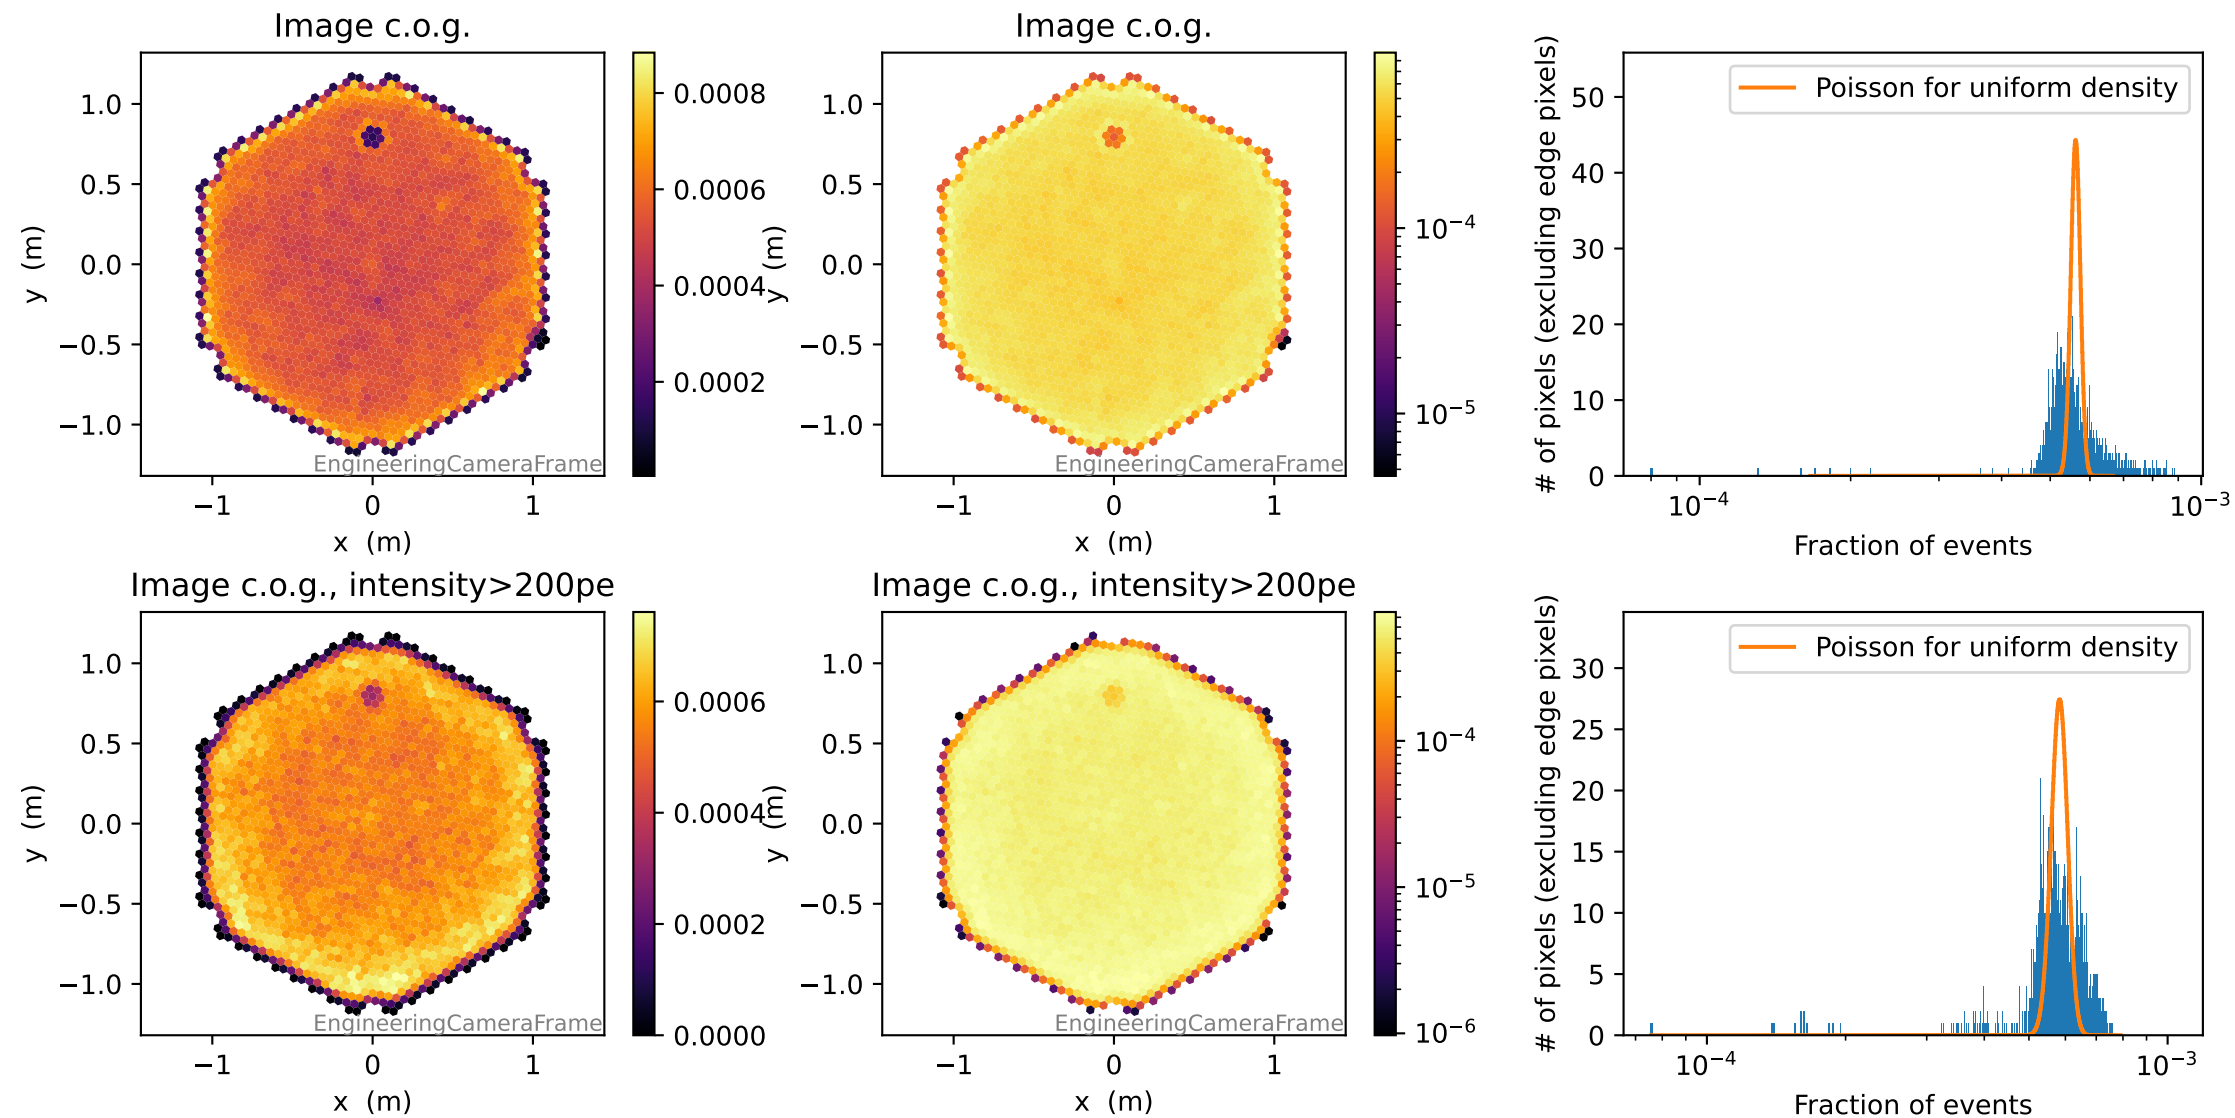 Image c.o.g.
1.0
0.5
0.0
−0.5
−1.0
y (m)
−1 0 1
x (m)
EngineeringCameraFrame
0.0008
0.0006
0.0004
0.0002
Image c.o.g.
1.0
0.5
0.0
−0.5
−1.0
y (m)
−1 0 1
x (m)
EngineeringCameraFrame
10⁻⁴
10⁻⁵
# of pixels (excluding edge pixels)
50
40
30
20
10
0
Poisson for uniform density
10⁻⁴ 10⁻³
Fraction of events
Image c.o.g., intensity>200pe
1.0
0.5
0.0
−0.5
−1.0
y (m)
−1 0 1
x (m)
EngineeringCameraFrame
0.0006
0.0004
0.0002
0.0000
Image c.o.g., intensity>200pe
1.0
0.5
0.0
−0.5
−1.0
y (m)
−1 0 1
x (m)
EngineeringCameraFrame
10⁻⁴
10⁻⁵
10⁻⁶
# of pixels (excluding edge pixels)
30
25
20
15
10
5
0
Poisson for uniform density
10⁻⁴ 10⁻³
Fraction of events